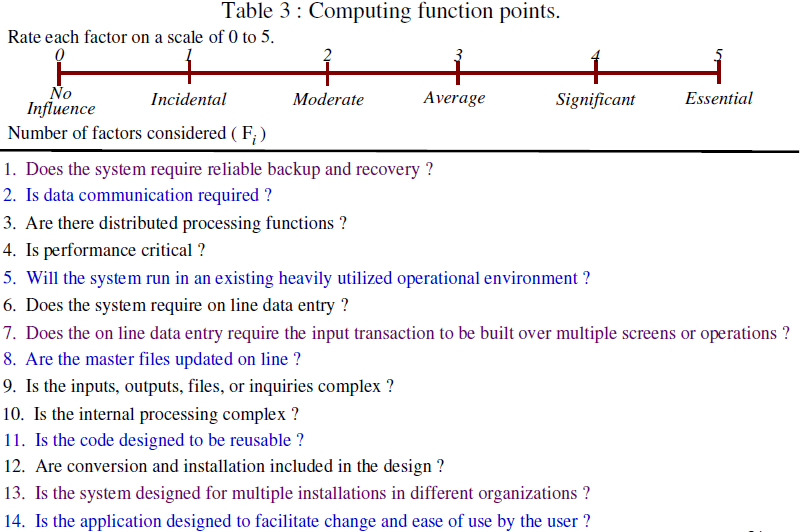 Table 3 : Computing function points.
Rate each factor on a scale of 0 to 5.
0 1 2 3 4 5
No Influence Incidental Moderate Average Significant Essential
Number of factors considered ( Fi )
1. Does the system require reliable backup and recovery ?
2. Is data communication required ?
3. Are there distributed processing functions ?
4. Is performance critical ?
5. Will the system run in an existing heavily utilized operational environment ?
6. Does the system require on line data entry ?
7. Does the on line data entry require the input transaction to be built over multiple screens or operations ?
8. Are the master files updated on line ?
9. Is the inputs, outputs, files, or inquiries complex ?
10. Is the internal processing complex ?
11. Is the code designed to be reusable ?
12. Are conversion and installation included in the design ?
13. Is the system designed for multiple installations in different organizations ?
14. Is the application designed to facilitate change and ease of use by the user ?